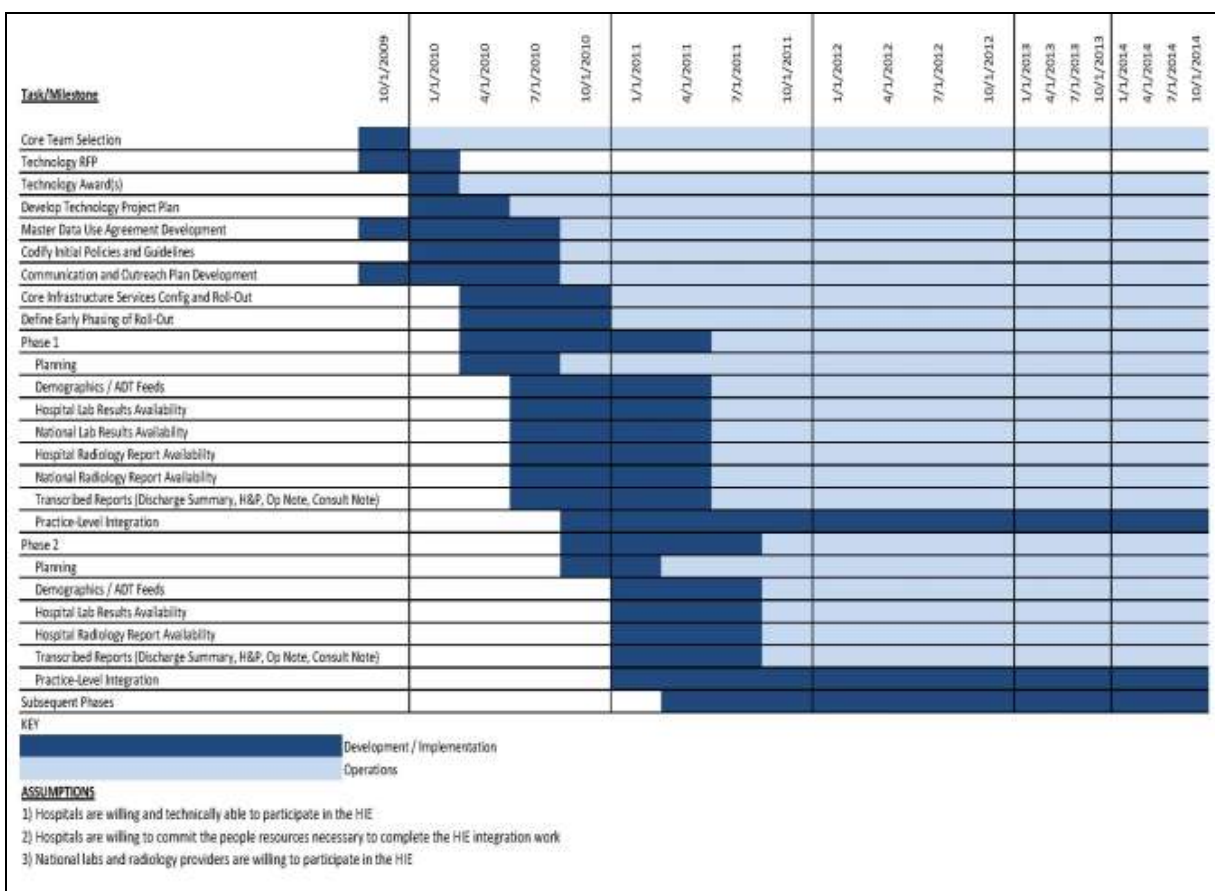 Task/Milestone 10/1/2009 1/1/2010 4/1/2010 7/1/2010 10/1/2010 1/1/2011 4/1/2011 7/1/2011 10/1/2011 1/1/2012 4/1/2012 7/1/2012 10/1/2012 1/1/2013 4/1/2013 7/1/2013 10/1/2013 1/1/2014 4/1/2014 7/1/2014 10/1/2014
Core Team Selection
Technology RFP
Technology Award(s)
Develop Technology Project Plan
Master Data Use Agreement Development
Codify Initial Policies and Guidelines
Communication and Outreach Plan Development
Core Infrastructure Services Config and Roll-Out
Define Early Phasing of Roll-Out
Phase 1
Planning
Demographics / ADT Feeds
Hospital Lab Results Availability
National Lab Results Availability
Hospital Radiology Report Availability
National Radiology Report Availability
Transcribed Reports (Discharge Summary, H&P, Op Note, Consult Note)
Practice-Level Integration
Phase 2
Planning
Demographics / ADT Feeds
Hospital Lab Results Availability
Hospital Radiology Report Availability
Transcribed Reports (Discharge Summary, H&P, Op Note, Consult Note)
Practice-Level Integration
Subsequent Phases
KEY
Development / Implementation
Operations
ASSUMPTIONS
1) Hospitals are willing and technically able to participate in the HIE
2) Hospitals are willing to commit the people resources necessary to complete the HIE integration work
3) National labs and radiology providers are willing to participate in the HIE